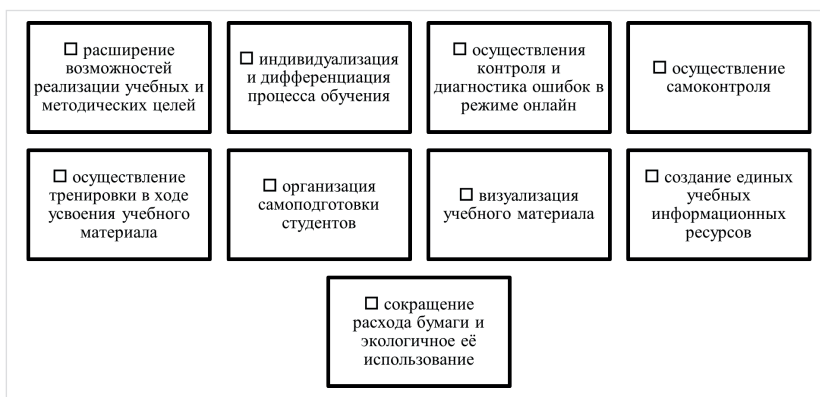 ☐ расширение
возможностей
реализации учебных и
методических целей
☐ индивидуализация
и дифференциация
процесса обучения
☐ осуществления
контроля и
диагностика ошибок в
режиме онлайн
☐ осуществление
самоконтроля
☐ осуществление
тренировки в ходе
усвоения учебного
материала
☐ организация
самоподготовки
студентов
☐ визуализация
учебного материала
☐ создание единых
учебных
информационных
ресурсов
☐ сокращение
расхода бумаги и
экологичное её
использование